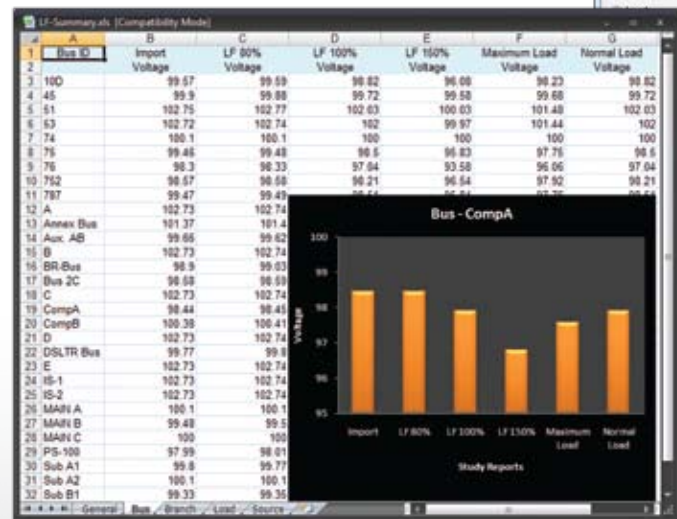 LF-Summary.xls [Compatibility Mode]
A B C D E F G
1 Bus ID Import LF 80% LF 100% LF 150% Maximum Load Normal Load
2 Voltage Voltage Voltage Voltage Voltage Voltage
3 10D 99.57 99.59 98.82 96.08 98.23 98.82
4 45 99.9 99.88 99.72 99.58 99.68 99.72
5 51 102.75 102.77 102.03 100.03 101.48 102.03
6 53 102.72 102.74 102 99.97 101.44 102
7 74 100.1 100.1 100 100 100 100
8 75 99.46 99.48 98.5 95.83 97.75 98.5
9 76 98.3 98.33 97.04 93.58 96.06 97.04
10 752 98.57 98.58 98.21 96.54 97.92 98.21
11 787 99.47 99.49
12 A 102.73 102.74
13 Annex Bus 101.37 101.4
14 Aux. AB 99.66 99.62
15 B 102.73 102.74
16 BR-Bus 98.9 99.03
17 Bus 2C 98.58 98.59
18 C 102.73 102.74
19 CompA 98.44 98.45
20 CompB 100.38 100.41
21 D 102.73 102.74
22 DSLTR Bus 99.77 99.8
23 E 102.73 102.74
24 IS-1 102.73 102.74
25 IS-2 102.73 102.74
26 MAIN A 100.1 100.1
27 MAIN B 99.48 99.5
28 MAIN C 100 100
29 PS-100 97.99 98.01
30 Sub A1 99.8 99.77
31 Sub A2 100.1 100.1
32 Sub B1 99.33 99.35
Bus - CompA
100
99
98
97
96
95
Voltage
Import LF 80% LF 100% LF 150% Maximum Load Normal Load
Study Reports
General Bus Branch Load Source